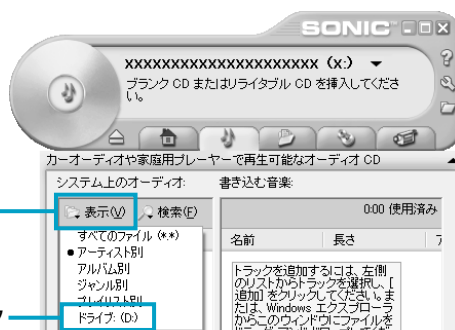 SONIC
xxxxxxxxxxxxxxxxxxxxxx (x:)
ブランク CD またはリライタブル CD を挿入してくださ
い。
カーオーディオや家庭用プレーヤーで再生可能なオーディオ CD
システム上のオーディオ:
書き込む音楽:
表示(V)
検索(F)
0:00 使用済み
すべてのファイル (*.*)
アーティスト別
アルバム別
ジャンル別
プレイリスト別
ドライブ: (D:)
名前
長さ
トラックを追加するには、左側
のリストからトラックを選択し、[
追加] をクリックしてください。ま
たは、Windows エクスプローラ
からこのウィンドウにファイルを